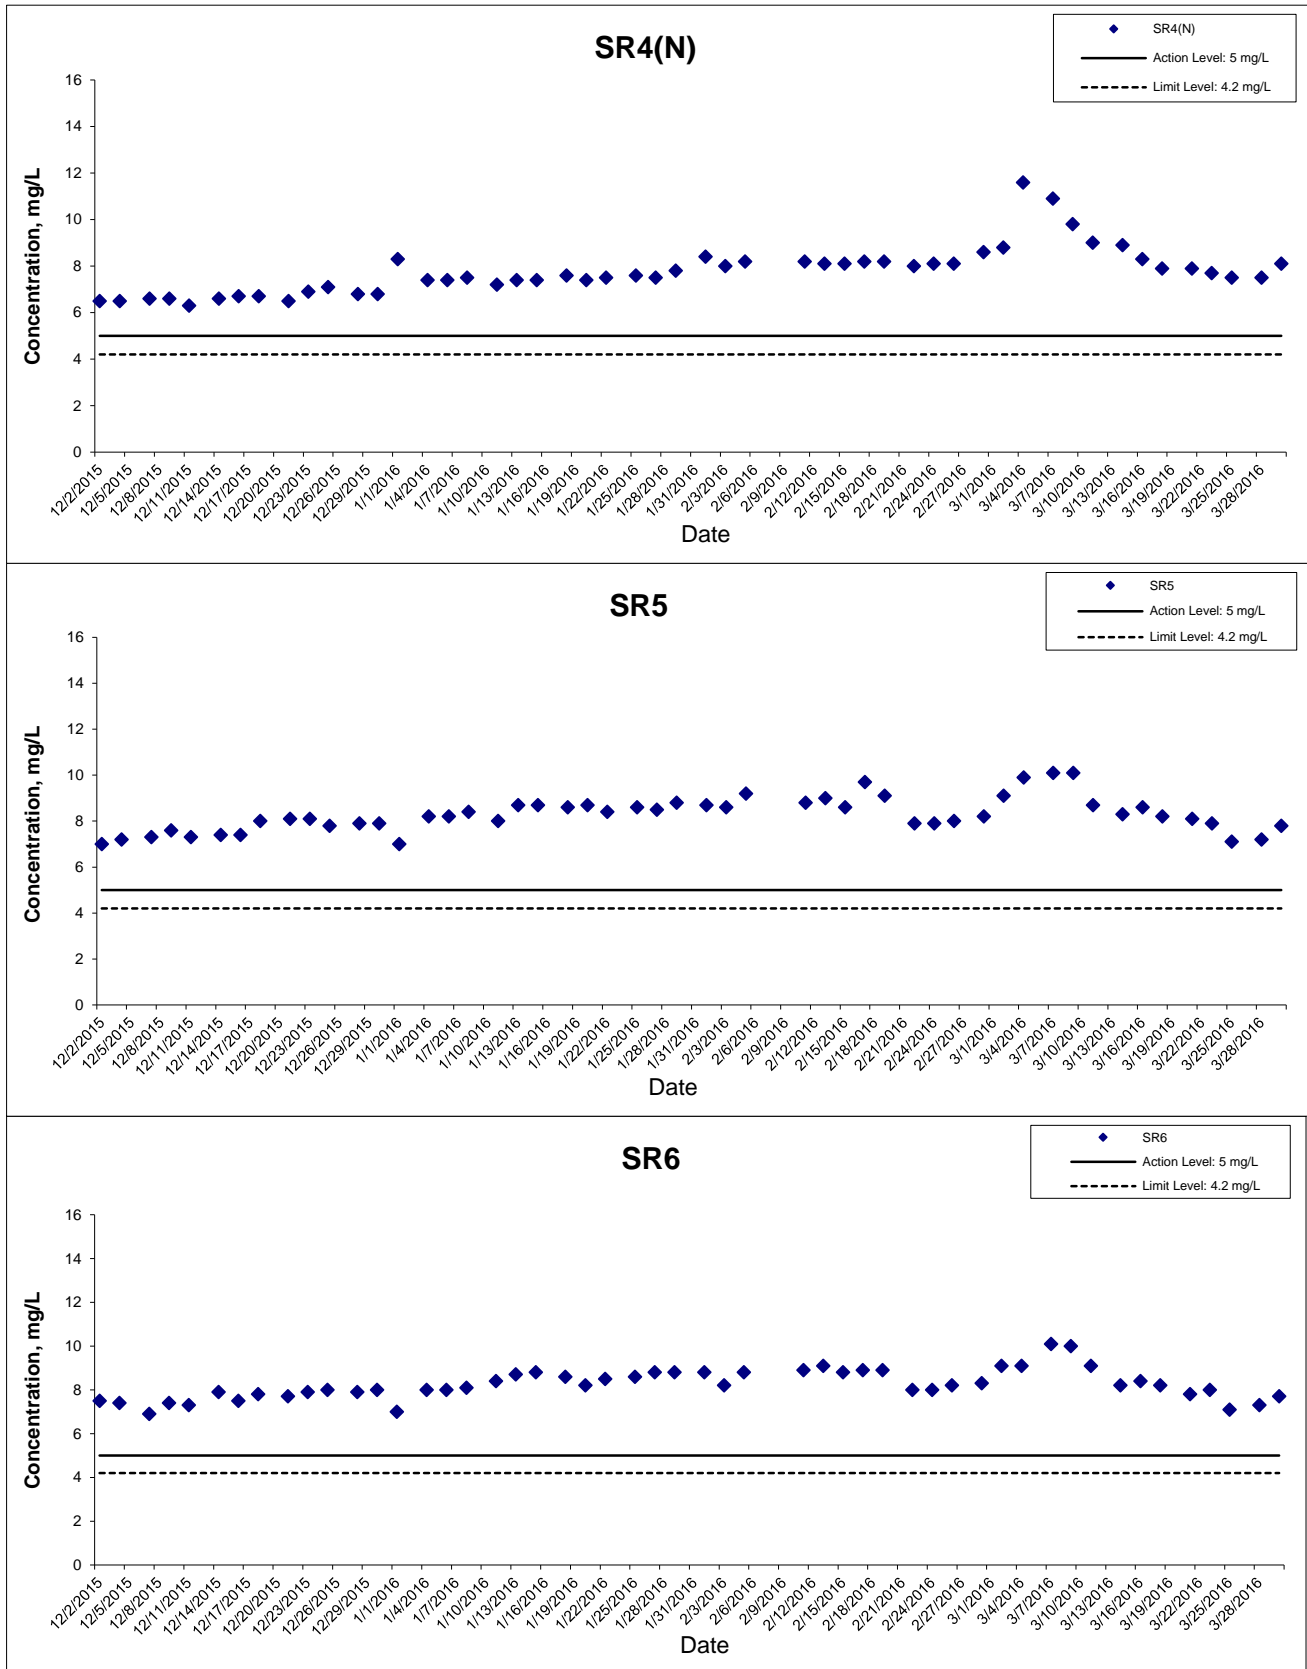 SR4(N)
SR4(N)
Action Level: 5 mg/L
Limit Level: 4.2 mg/L
Concentration, mg/L
16
14
12
10
8
6
4
2
0
12/2/2015 12/5/2015 12/8/2015 12/11/2015 12/14/2015 12/17/2015 12/20/2015 12/23/2015 12/26/2015 12/29/2015 1/1/2016 1/4/2016 1/7/2016 1/10/2016 1/13/2016 1/16/2016 1/19/2016 1/22/2016 1/25/2016 1/28/2016 1/31/2016 2/3/2016 2/6/2016 2/9/2016 2/12/2016 2/15/2016 2/18/2016 2/21/2016 2/24/2016 2/27/2016 3/1/2016 3/4/2016 3/7/2016 3/10/2016 3/13/2016 3/16/2016 3/19/2016 3/22/2016 3/25/2016 3/28/2016
Date
SR5
SR5
Action Level: 5 mg/L
Limit Level: 4.2 mg/L
Concentration, mg/L
16
14
12
10
8
6
4
2
0
12/2/2015 12/5/2015 12/8/2015 12/11/2015 12/14/2015 12/17/2015 12/20/2015 12/23/2015 12/26/2015 12/29/2015 1/1/2016 1/4/2016 1/7/2016 1/10/2016 1/13/2016 1/16/2016 1/19/2016 1/22/2016 1/25/2016 1/28/2016 1/31/2016 2/3/2016 2/6/2016 2/9/2016 2/12/2016 2/15/2016 2/18/2016 2/21/2016 2/24/2016 2/27/2016 3/1/2016 3/4/2016 3/7/2016 3/10/2016 3/13/2016 3/16/2016 3/19/2016 3/22/2016 3/25/2016 3/28/2016
Date
SR6
SR6
Action Level: 5 mg/L
Limit Level: 4.2 mg/L
Concentration, mg/L
16
14
12
10
8
6
4
2
0
12/2/2015 12/5/2015 12/8/2015 12/11/2015 12/14/2015 12/17/2015 12/20/2015 12/23/2015 12/26/2015 12/29/2015 1/1/2016 1/4/2016 1/7/2016 1/10/2016 1/13/2016 1/16/2016 1/19/2016 1/22/2016 1/25/2016 1/28/2016 1/31/2016 2/3/2016 2/6/2016 2/9/2016 2/12/2016 2/15/2016 2/18/2016 2/21/2016 2/24/2016 2/27/2016 3/1/2016 3/4/2016 3/7/2016 3/10/2016 3/13/2016 3/16/2016 3/19/2016 3/22/2016 3/25/2016 3/28/2016
Date